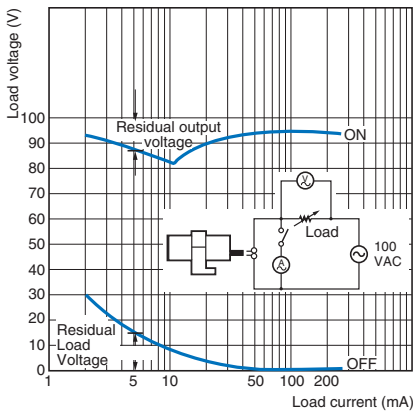 Load voltage (V)
100
90
80
70
60
50
40
30
20
10
0
Residual output
voltage
ON
V
Load
A
100
VAC
Residual
Load
Voltage
OFF
1
5
10
50
100
200
Load current (mA)